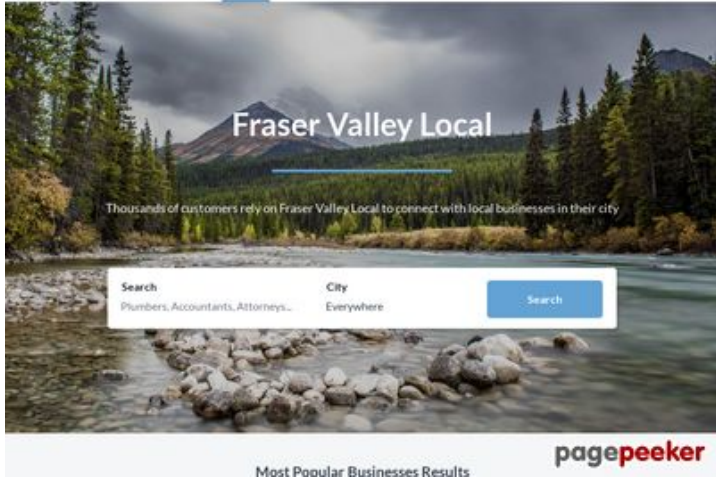 Fraser Valley Local
Thousands of customers rely on Fraser Valley Local to connect with local businesses in their city
Search City
Plumbers, Accountants, Attorneys... Everywhere
Search
pagepeeker
Most Popular Businesses Results